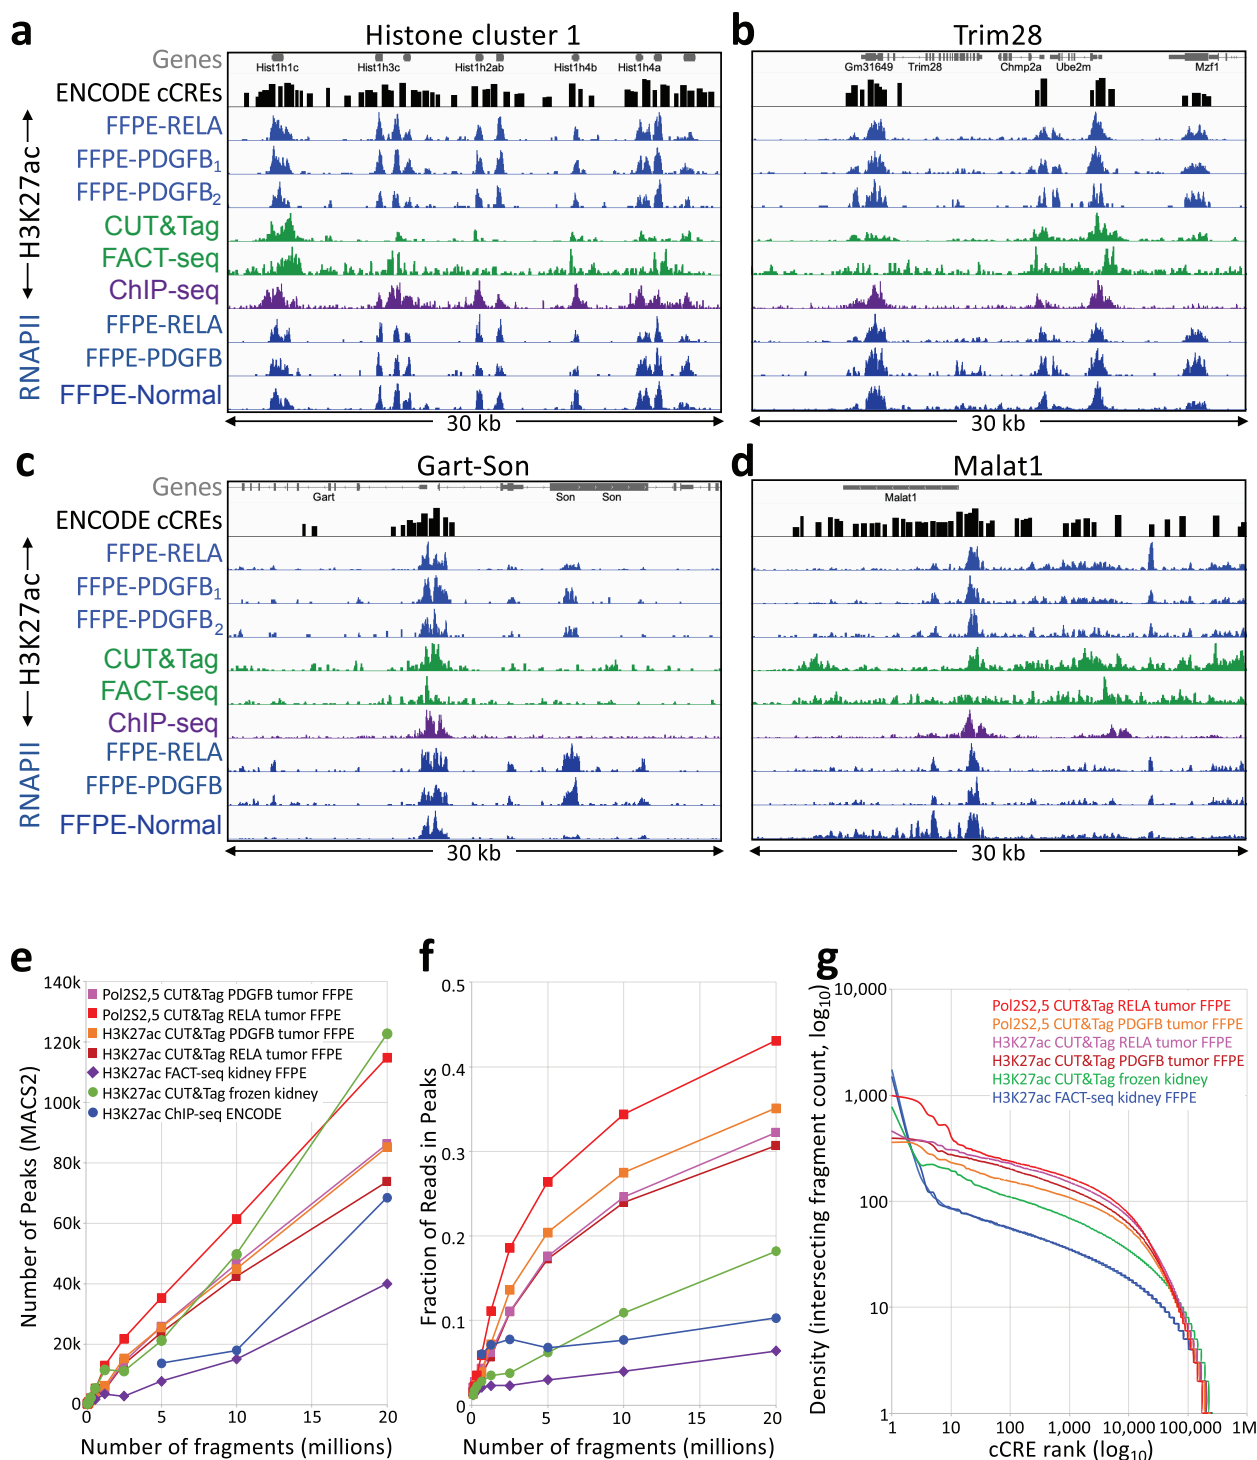 a
Histone cluster 1
Genes
Hist1h1c Hist1h3c Hist1h2ab Hist1h4b Hist1h4a
ENCODE cCREs
H3K27ac
FFPE-RELA
FFPE-PDGFB1
FFPE-PDGFB2
CUT&Tag
FACT-seq
ChIP-seq
RNAPII
FFPE-RELA
FFPE-PDGFB
FFPE-Normal
30 kb
b
Trim28
Gm31649 Trim28 Chmp2a Ube2m Mzf1
30 kb
c
Gart-Son
Genes
Gart Son Son
ENCODE cCREs
H3K27ac
FFPE-RELA
FFPE-PDGFB1
FFPE-PDGFB2
CUT&Tag
FACT-seq
ChIP-seq
RNAPII
FFPE-RELA
FFPE-PDGFB
FFPE-Normal
30 kb
d
Malat1
Malat1
30 kb
e
Number of Peaks (MACS2)
140k
120k
100k
80k
60k
40k
20k
0
Pol2S2,5 CUT&Tag PDGFB tumor FFPE
Pol2S2,5 CUT&Tag RELA tumor FFPE
H3K27ac CUT&Tag PDGFB tumor FFPE
H3K27ac CUT&Tag RELA tumor FFPE
H3K27ac FACT-seq kidney FFPE
H3K27ac CUT&Tag frozen kidney
H3K27ac ChIP-seq ENCODE
0 5 10 15 20
Number of fragments (millions)
f
Fraction of Reads in Peaks
0.5
0.4
0.3
0.2
0.1
0
0 5 10 15 20
Number of fragments (millions)
g
Density (intersecting fragment count, log10)
10,000
1,000
100
10
1
Pol2S2,5 CUT&Tag RELA tumor FFPE
Pol2S2,5 CUT&Tag PDGFB tumor FFPE
H3K27ac CUT&Tag RELA tumor FFPE
H3K27ac CUT&Tag PDGFB tumor FFPE
H3K27ac CUT&Tag frozen kidney
H3K27ac FACT-seq kidney FFPE
1 10 100 1,000 10,000 100,000 1M
cCRE rank (log10)